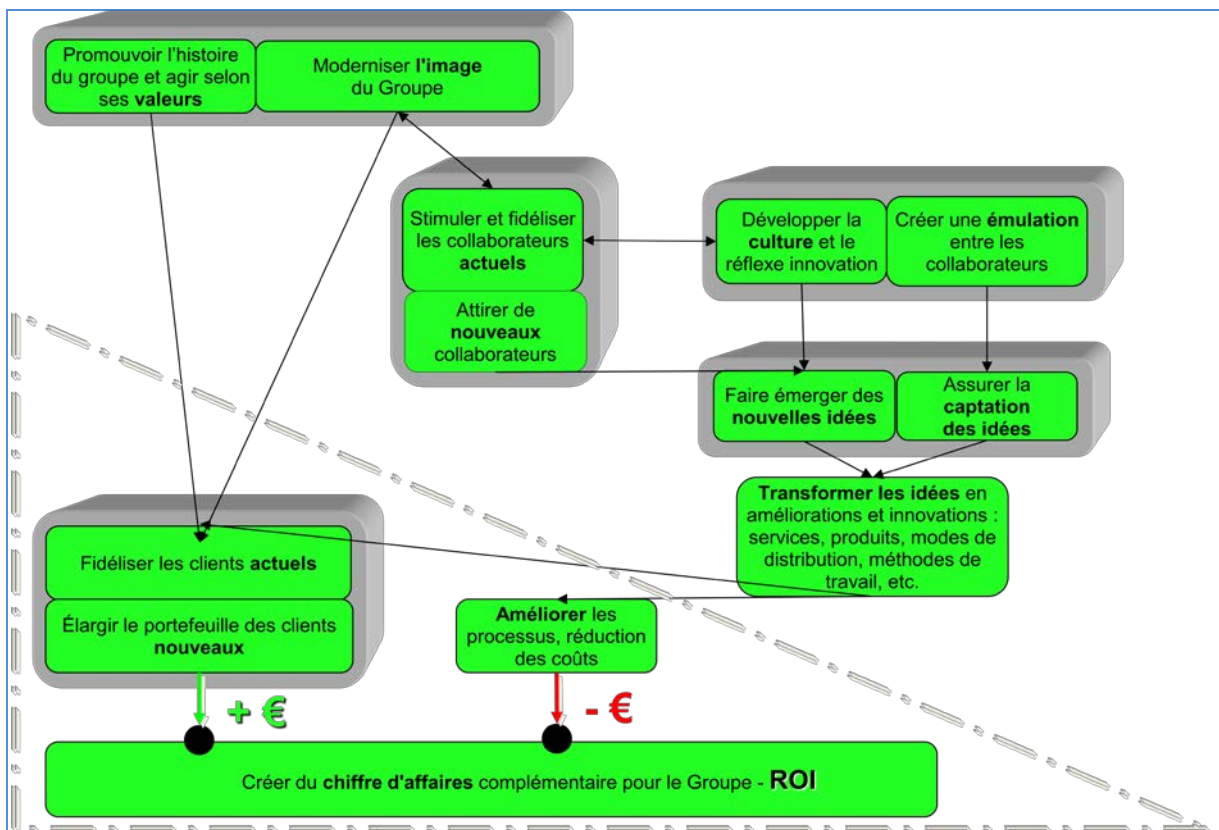 Promouvoir l'histoire
du groupe et agir selon
ses valeurs
Moderniser l'image
du Groupe
Stimuler et fidéliser
les collaborateurs
actuels
Attirer de
nouveaux
collaborateurs
Développer la
culture et le
réflexe innovation
Créer une émulation
entre les
collaborateurs
Faire émerger des
nouvelles idées
Assurer la
captation
des idées
Transformer les idées en
améliorations et innovations :
services, produits, modes de
distribution, méthodes de
travail, etc.
Fidéliser les clients actuels
Élargir le portefeuille des clients
nouveaux
Améliorer les
processus, réduction
des coûts
+ €
- €
Créer du chiffre d'affaires complémentaire pour le Groupe - ROI